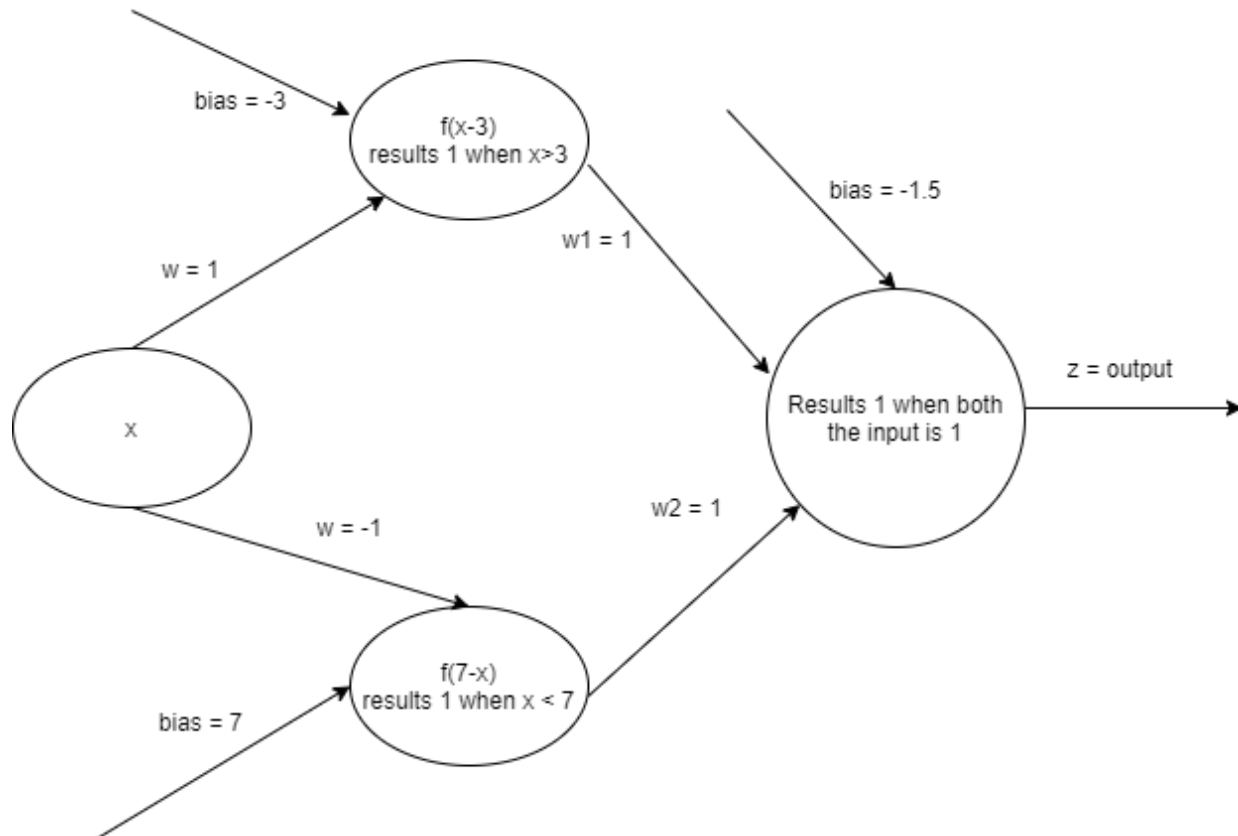 bias = -3
f(x-3)
results 1 when x>3
bias = -1.5
w1 = 1
w = 1
z = output
Results 1 when both
the input is 1
x
w2 = 1
w = -1
f(7-x)
results 1 when x < 7
bias = 7